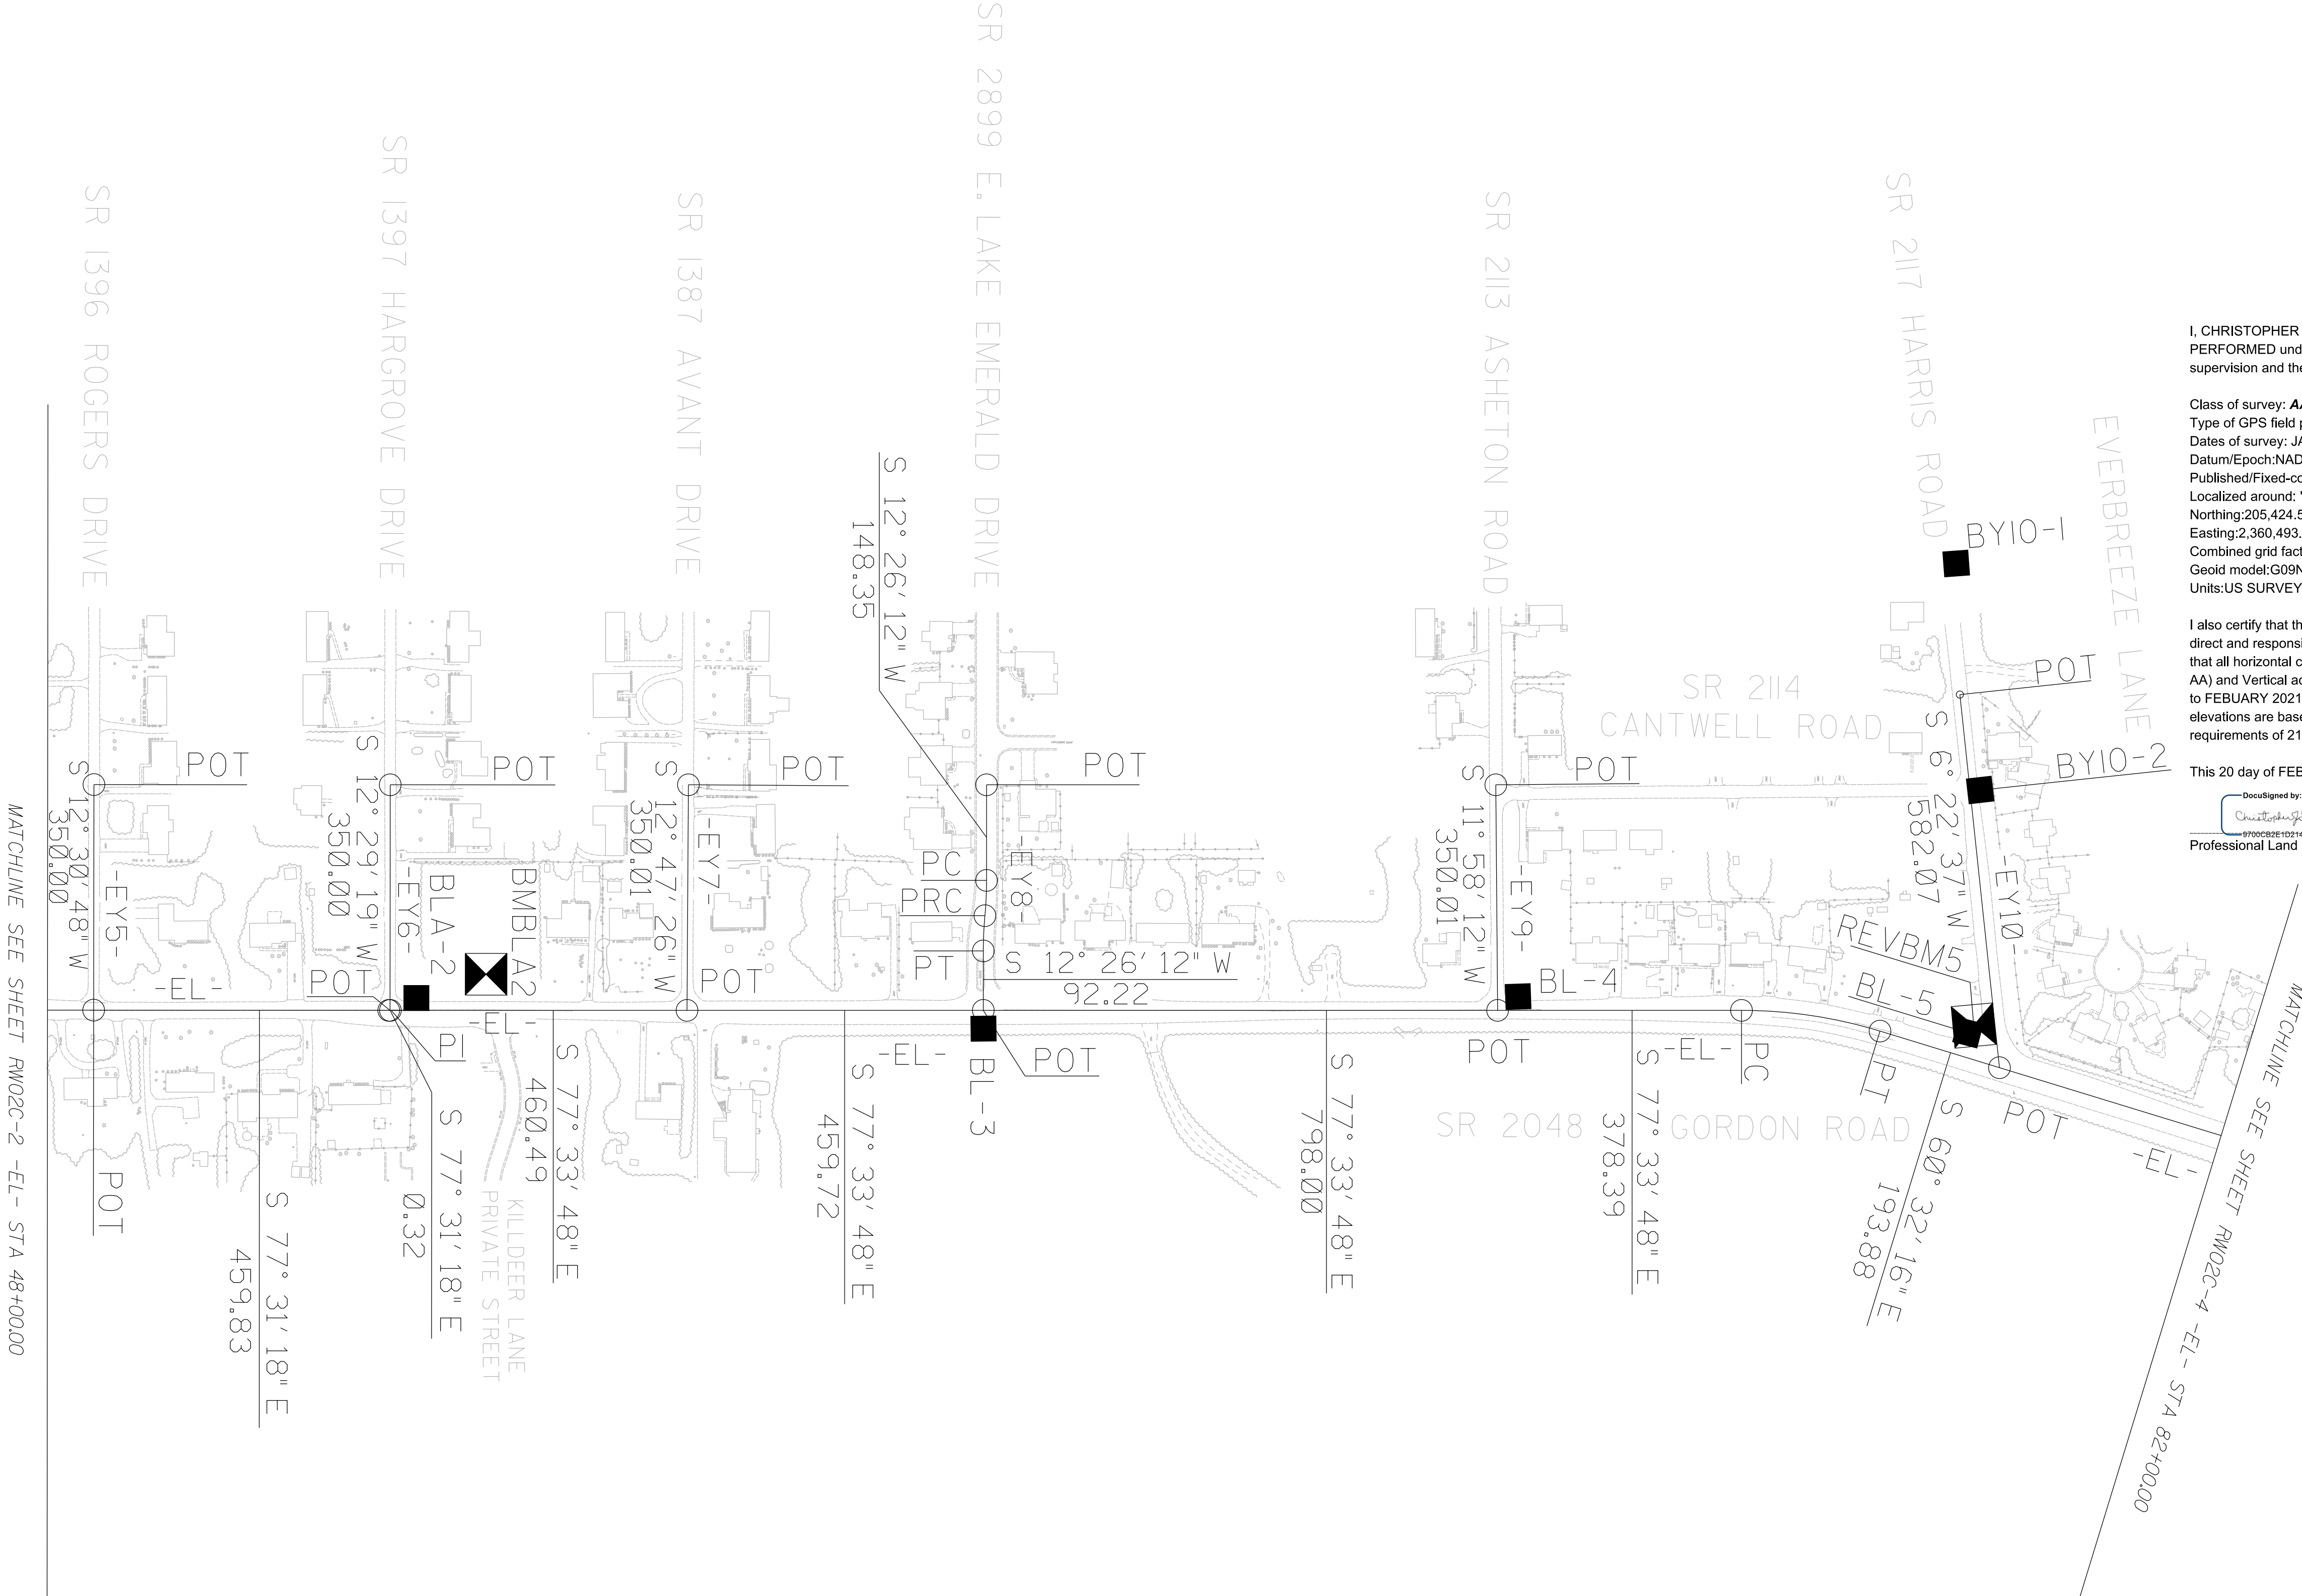 SR 1396 ROGERS DRIVE
SR 1397 HARGROVE DRIVE
SR 1387 AVANT DRIVE
SR 2899 E. LAKE EMERALD DRIVE
SR 2113 ASHETON ROAD
SR 2117 HARRIS ROAD
EVERBREEZE LANE
S 12° 26' 12" W
148.35
BY10-1
POT
BY10-2
SR 2114
CANTWELL ROAD
S 6° 22' 37" W
582.07
-EY10-
POT
POT
POT
POT
POT
S 12° 30' 48" W
350.00
-EY5-
S 12° 29' 19" W
350.00
-EY6-
BLA-2
BMBLA2
S 12° 47' 26" W
350.01
-EY7-
PC
PRC
PT
-EY8-
S 12° 26' 12" W
92.22
S 11° 58' 12" W
350.01
-EY9-
BL-4
REVBM5
BL-5
-EL-
POT
PI
-EL-
POT
-EL-
BL-3
POT
POT
-EL-
PC
PT
POT
-EL-
POT
S 77° 31' 18" E
459.83
S 77° 31' 18" E
0.32
KILLDEER LANE
PRIVATE STREET
S 77° 33' 48" E
460.49
S 77° 33' 48" E
459.72
S 77° 33' 48" E
798.00
SR 2048 GORDON ROAD
S 77° 33' 48" E
378.39
S 60° 32' 16" E
193.88
MATCHLINE SEE SHEET RW02C-2 -EL- STA 48+00.00
MATCHLINE SEE SHEET RW02C-4 -EL- STA 82+00.00
I, CHRISTOPHER
PERFORMED und
supervision and the
Class of survey: AA
Type of GPS field p
Dates of survey: JA
Datum/Epoch:NAD
Published/Fixed-co
Localized around: '
Northing:205,424.5
Easting:2,360,493.
Combined grid fact
Geoid model:G09N
Units:US SURVEY
I also certify that th
direct and responsi
that all horizontal c
AA) and Vertical ac
to FEBUARY 2021
elevations are base
requirements of 21
This 20 day of FEB
DocuSigned by:
9700CB2E1D214
Professional Land